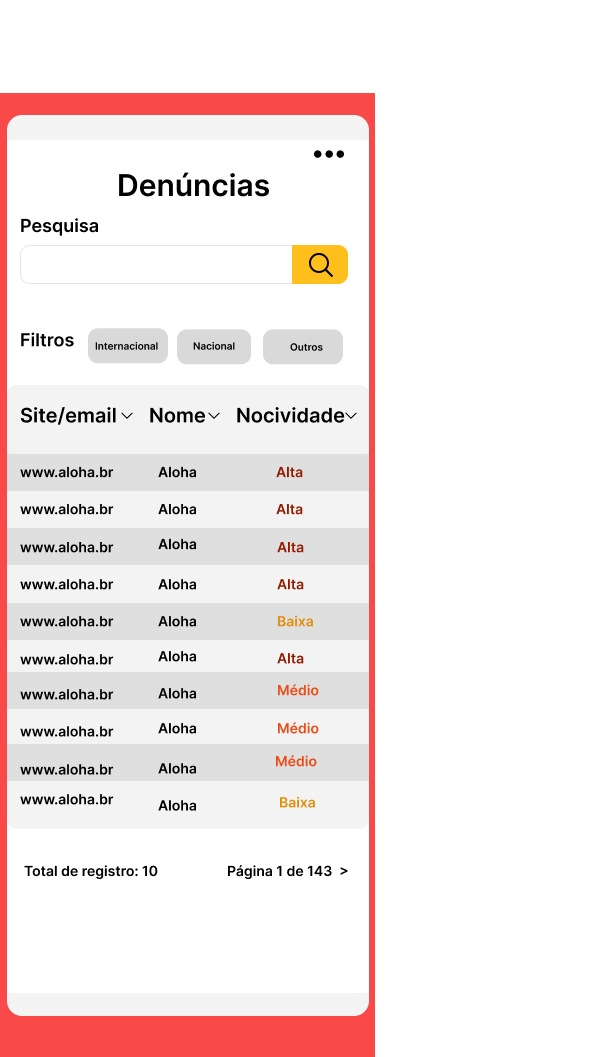 Denúncias
Pesquisa
Filtros Internacional Nacional Outros
Site/email Nome Nocividade
www.aloha.br Aloha Alta
www.aloha.br Aloha Alta
www.aloha.br Aloha Alta
www.aloha.br Aloha Alta
www.aloha.br Aloha Baixa
www.aloha.br Aloha Alta
www.aloha.br Aloha Médio
www.aloha.br Aloha Médio
www.aloha.br Aloha Médio
www.aloha.br Aloha Baixa
Total de registro: 10 Página 1 de 143 >